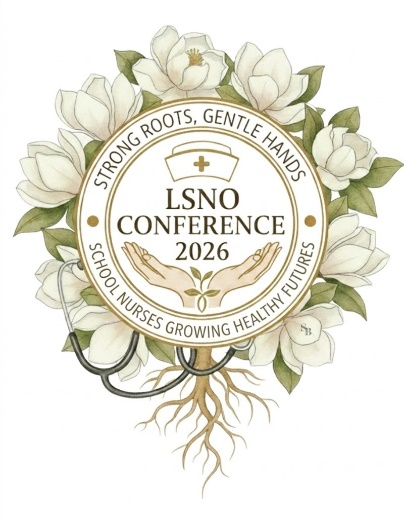 STRONG ROOTS, GENTLE HANDS
LSNO
CONFERENCE
2026
SCHOOL NURSES GROWING HEALTHY FUTURES